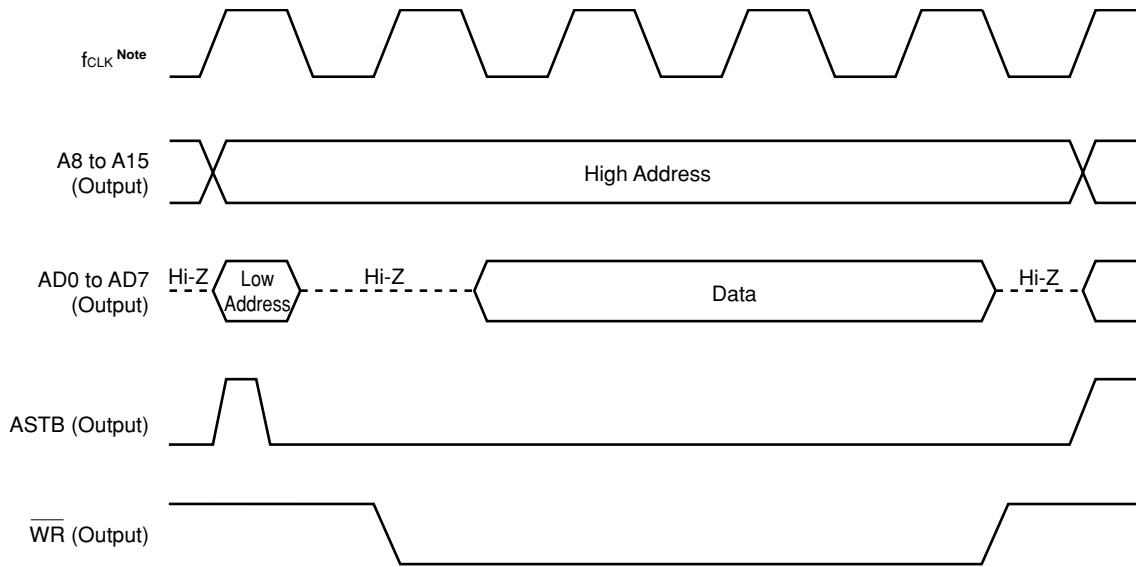 fCLK Note
A8 to A15
(Output)
High Address
AD0 to AD7
(Output)
Hi-Z
Low
Address
Hi-Z
Data
Hi-Z
ASTB (Output)
WR (Output)